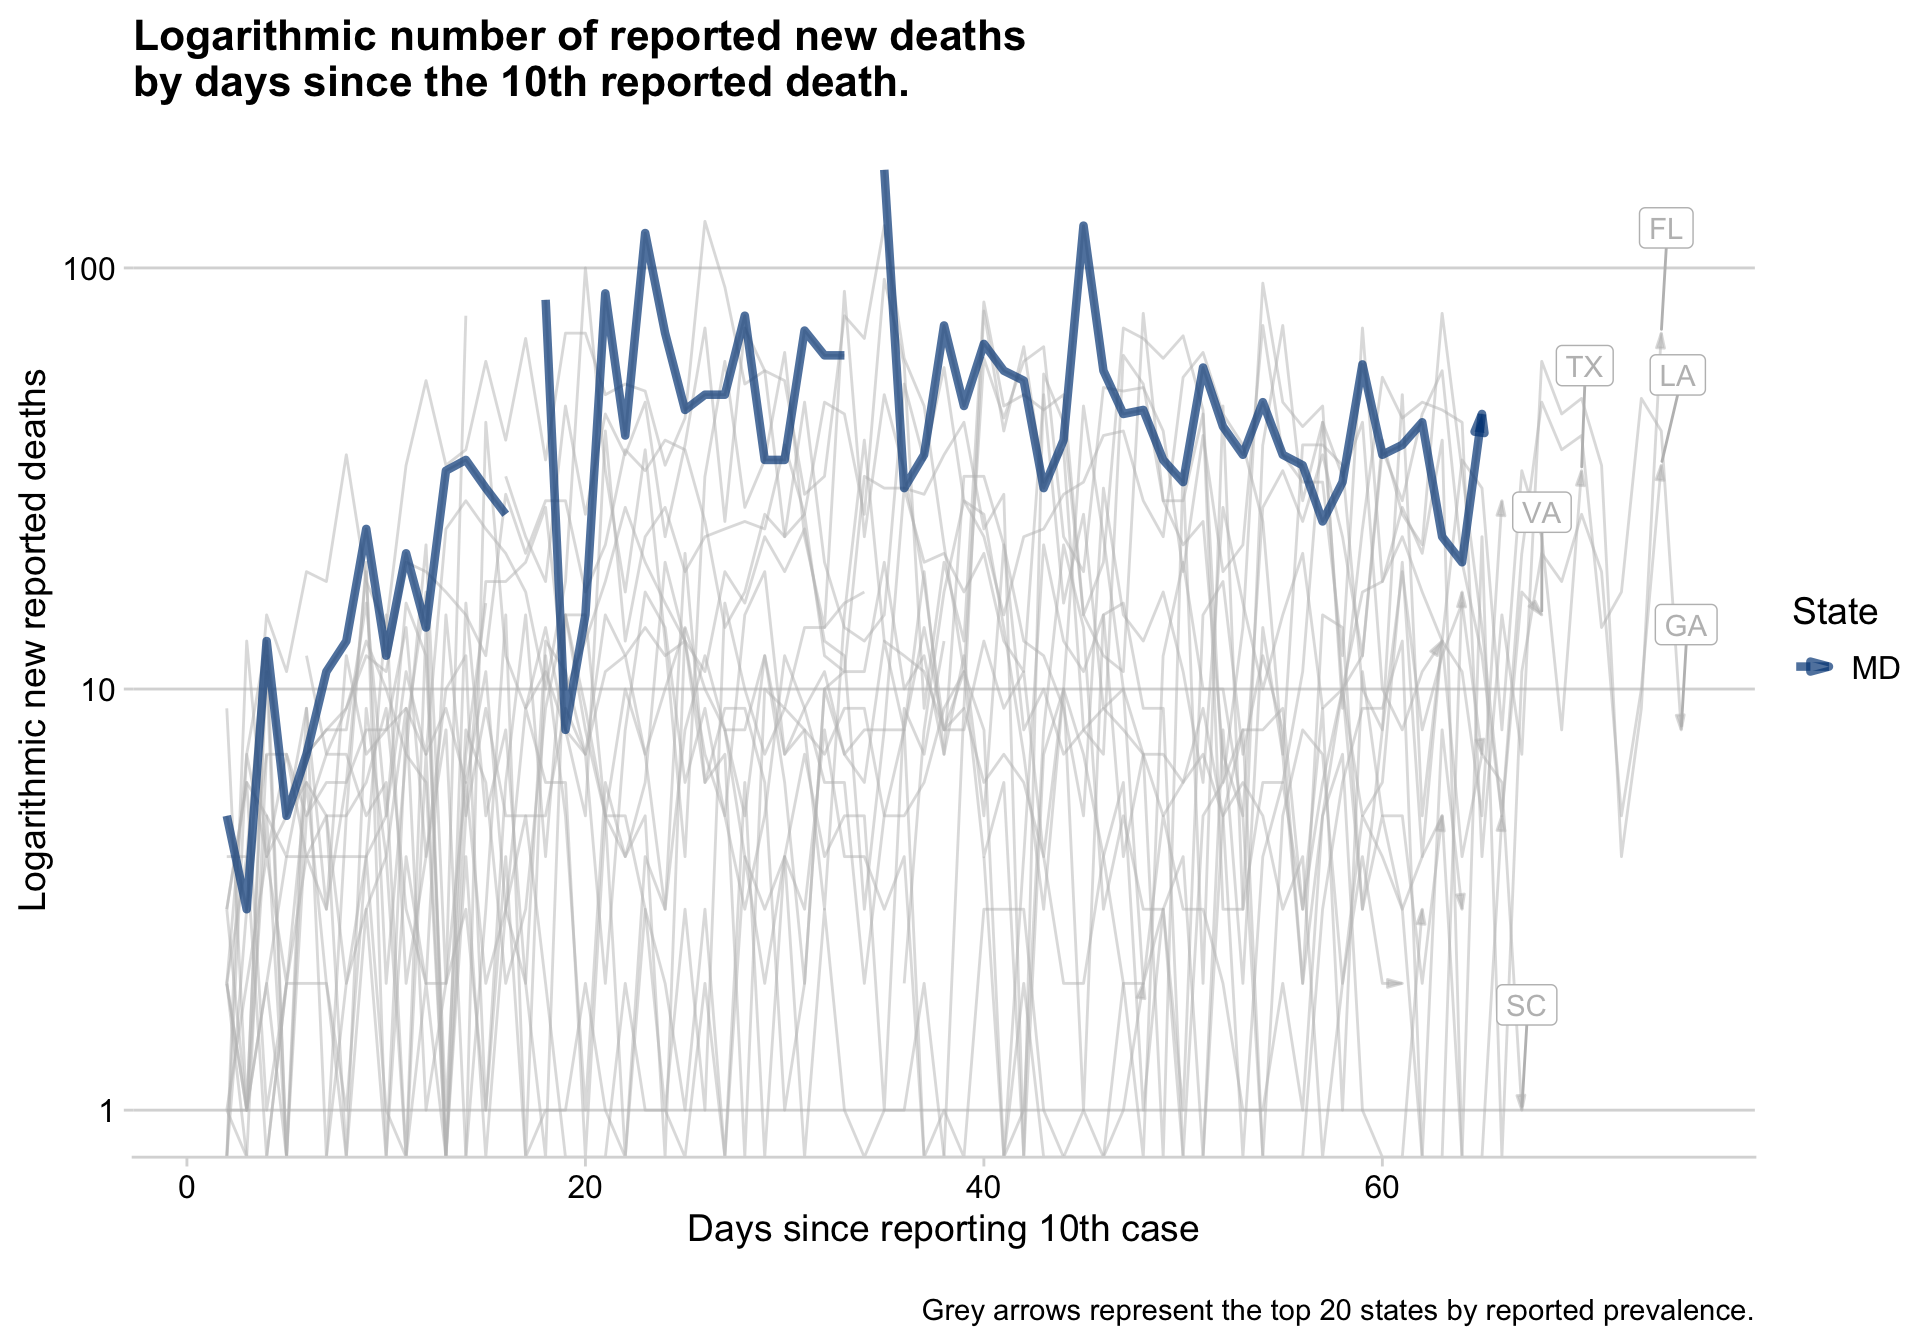 Logarithmic number of reported new deaths
by days since the 10th reported death.
Logarithmic new reported deaths
100
10
1
FL
TX
LA
VA
GA
SC
State
MD
0
20
40
60
Days since reporting 10th case
Grey arrows represent the top 20 states by reported prevalence.